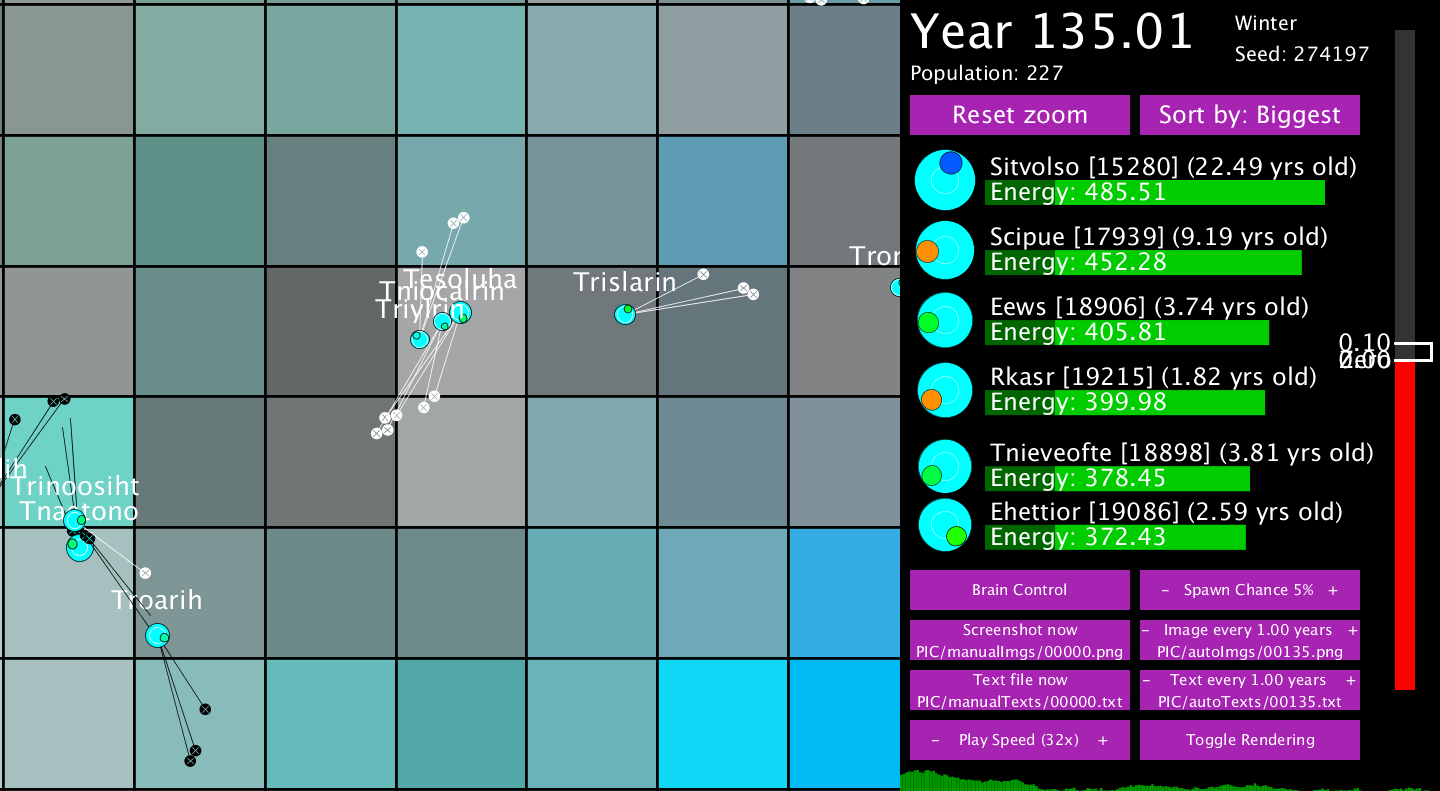 Year 135.01
Winter
Seed: 274197
Population: 227
Reset zoom
Sort by: Biggest
Sitvolso [15280] (22.49 yrs old)
Energy: 485.51
Scipue [17939] (9.19 yrs old)
Energy: 452.28
Eews [18906] (3.74 yrs old)
Energy: 405.81
Rkasr [19215] (1.82 yrs old)
Energy: 399.98
Tnieveofte [18898] (3.81 yrs old)
Energy: 378.45
Ehettior [19086] (2.59 yrs old)
Energy: 372.43
0.10
Brain Control
- Spawn Chance 5% +
Screenshot now
PIC/manualImgs/00000.png
- Image every 1.00 years +
PIC/autoImgs/00135.png
Text file now
PIC/manualTexts/00000.txt
- Text every 1.00 years +
PIC/autoTexts/00135.txt
- Play Speed (32x) +
Toggle Rendering
Tesoluha
Trislarin
Trinoosiht
Troarih